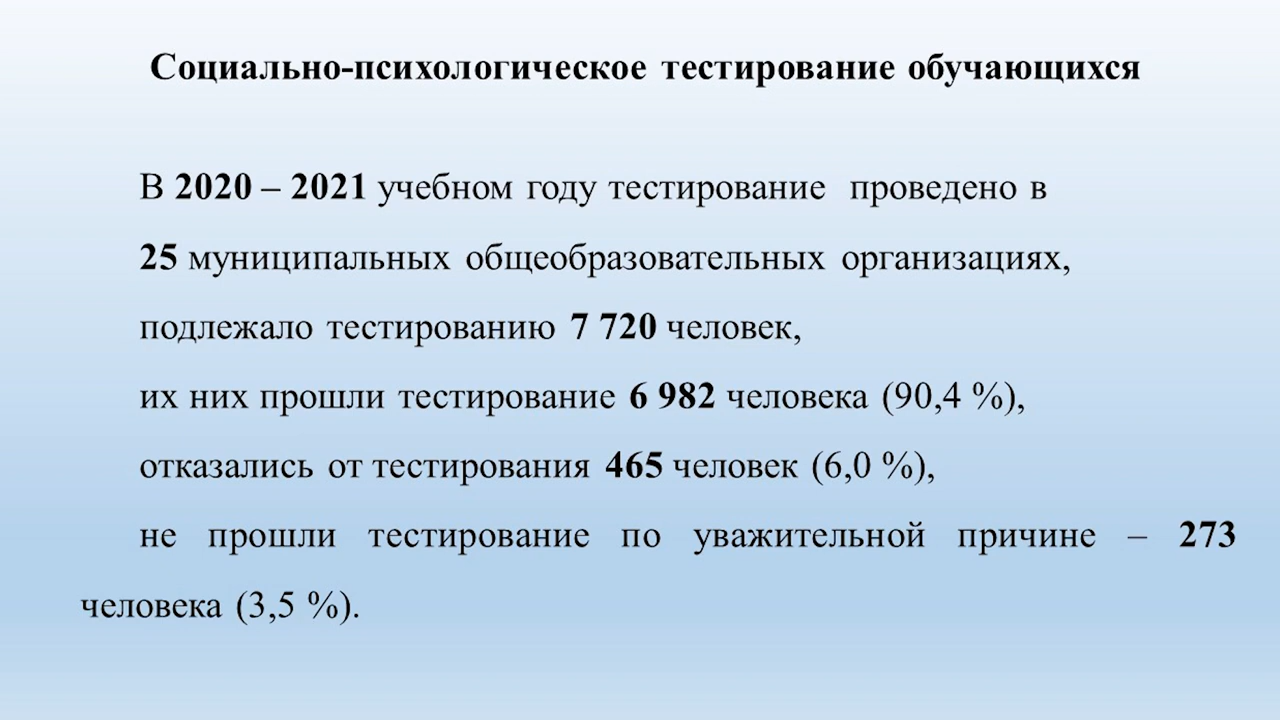 Социально-психологическое тестирование обучающихся
В 2020 – 2021 учебном году тестирование проведено в
25 муниципальных общеобразовательных организациях,
подлежало тестированию 7 720 человек,
их них прошли тестирование 6 982 человека (90,4 %),
отказались от тестирования 465 человек (6,0 %),
не прошли тестирование по уважительной причине – 273
человека (3,5 %).